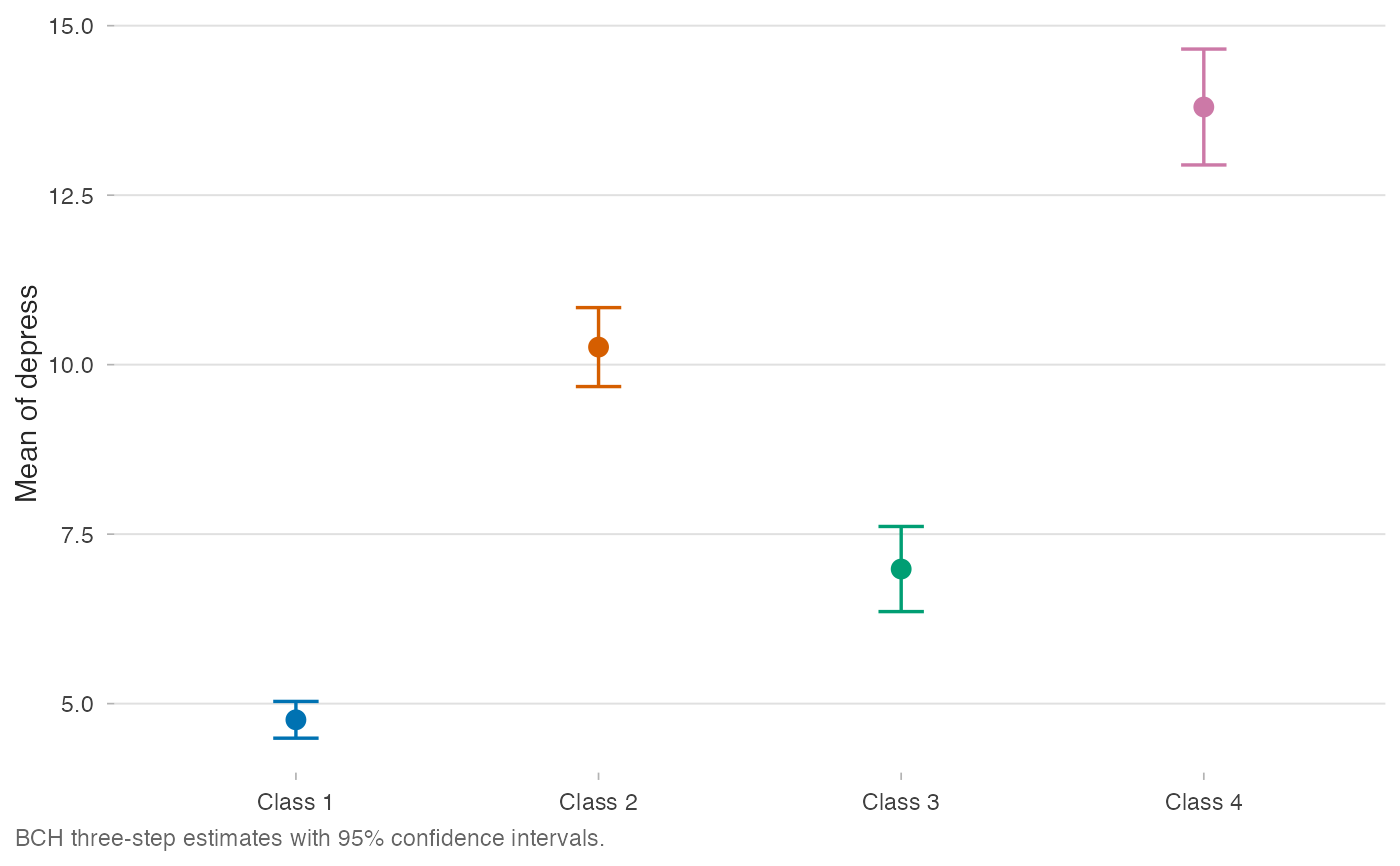 15.0
12.5
10.0
7.5
5.0
Mean of depress
Class 1 Class 2 Class 3 Class 4
BCH three-step estimates with 95% confidence intervals.